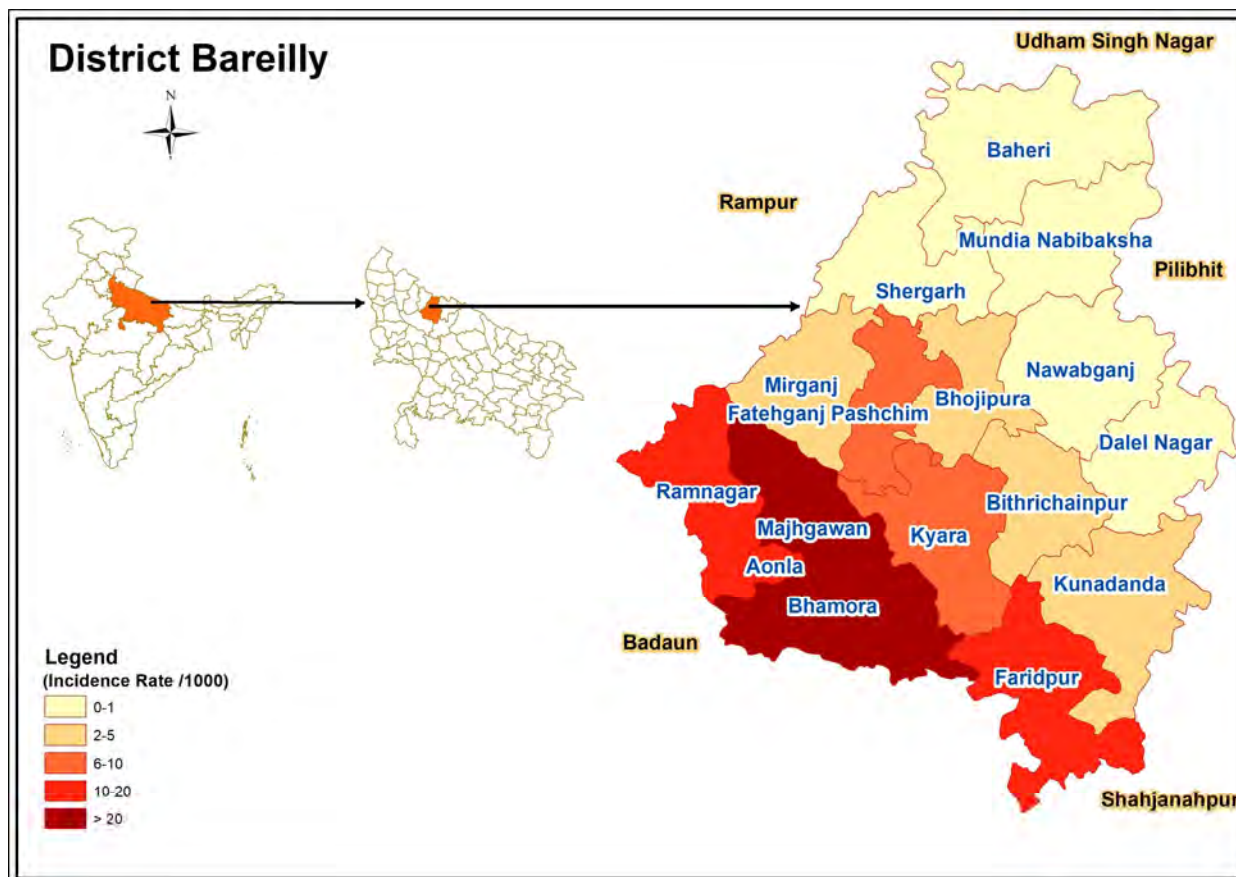 District Bareilly
N
Udham Singh Nagar
Baheri
Rampur
Mundia Nabibaksha
Pilibhit
Shergarh
Nawabganj
Mirganj
Bhojipura
Fatehganj Pashchim
Dalel Nagar
Ramnagar
Bithrichainpur
Majhgawan
Kyara
Aonla
Kunadanda
Bhamora
Badaun
Faridpur
Shahjanahpur
Legend
(Incidence Rate /1000)
0-1
2-5
6-10
10-20
> 20